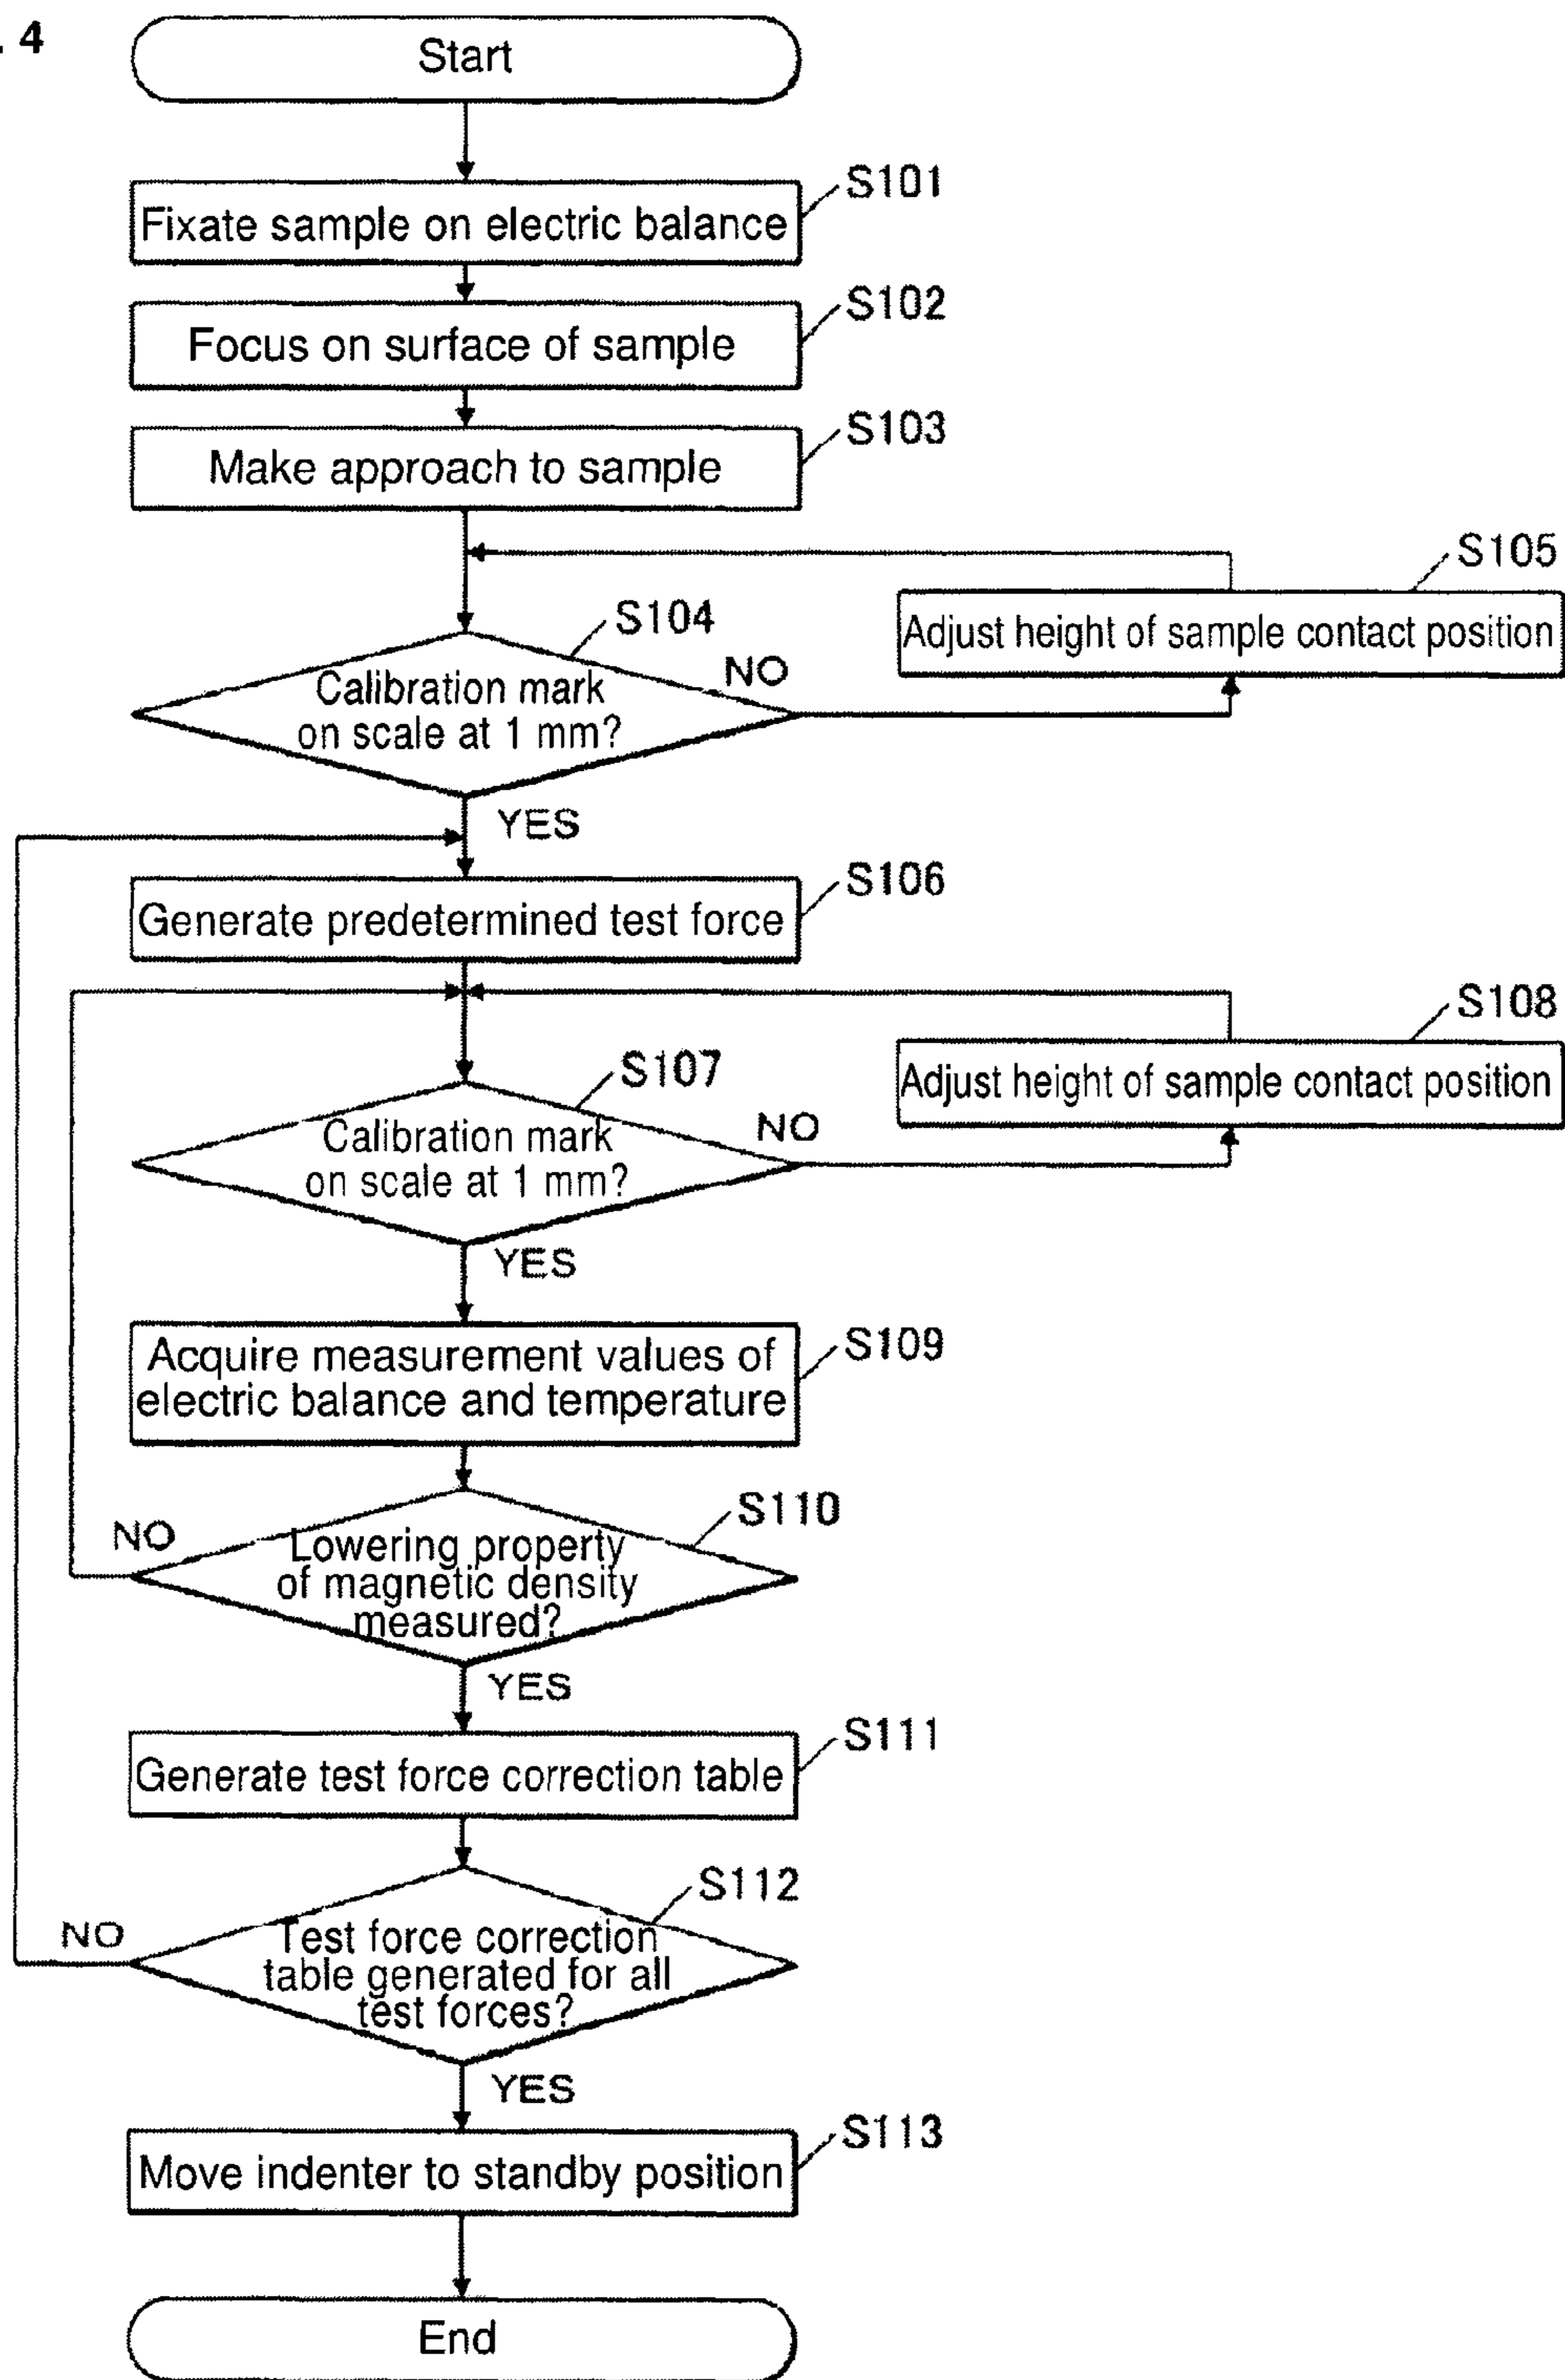 . 4
Start
S101
Fixate sample on electric balance
S102
Focus on surface of sample
S103
Make approach to sample
S105
Adjust height of sample contact position
S104
Calibration mark
on scale at 1 mm?
NO
YES
S106
Generate predetermined test force
S108
Adjust height of sample contact position
S107
Calibration mark
on scale at 1 mm?
NO
YES
S109
Acquire measurement values of
electric balance and temperature
S110
NO
Lowering property
of magnetic density
measured?
YES
S111
Generate test force correction table
S112
NO
Test force correction
table generated for all
test forces?
YES
S113
Move indenter to standby position
End